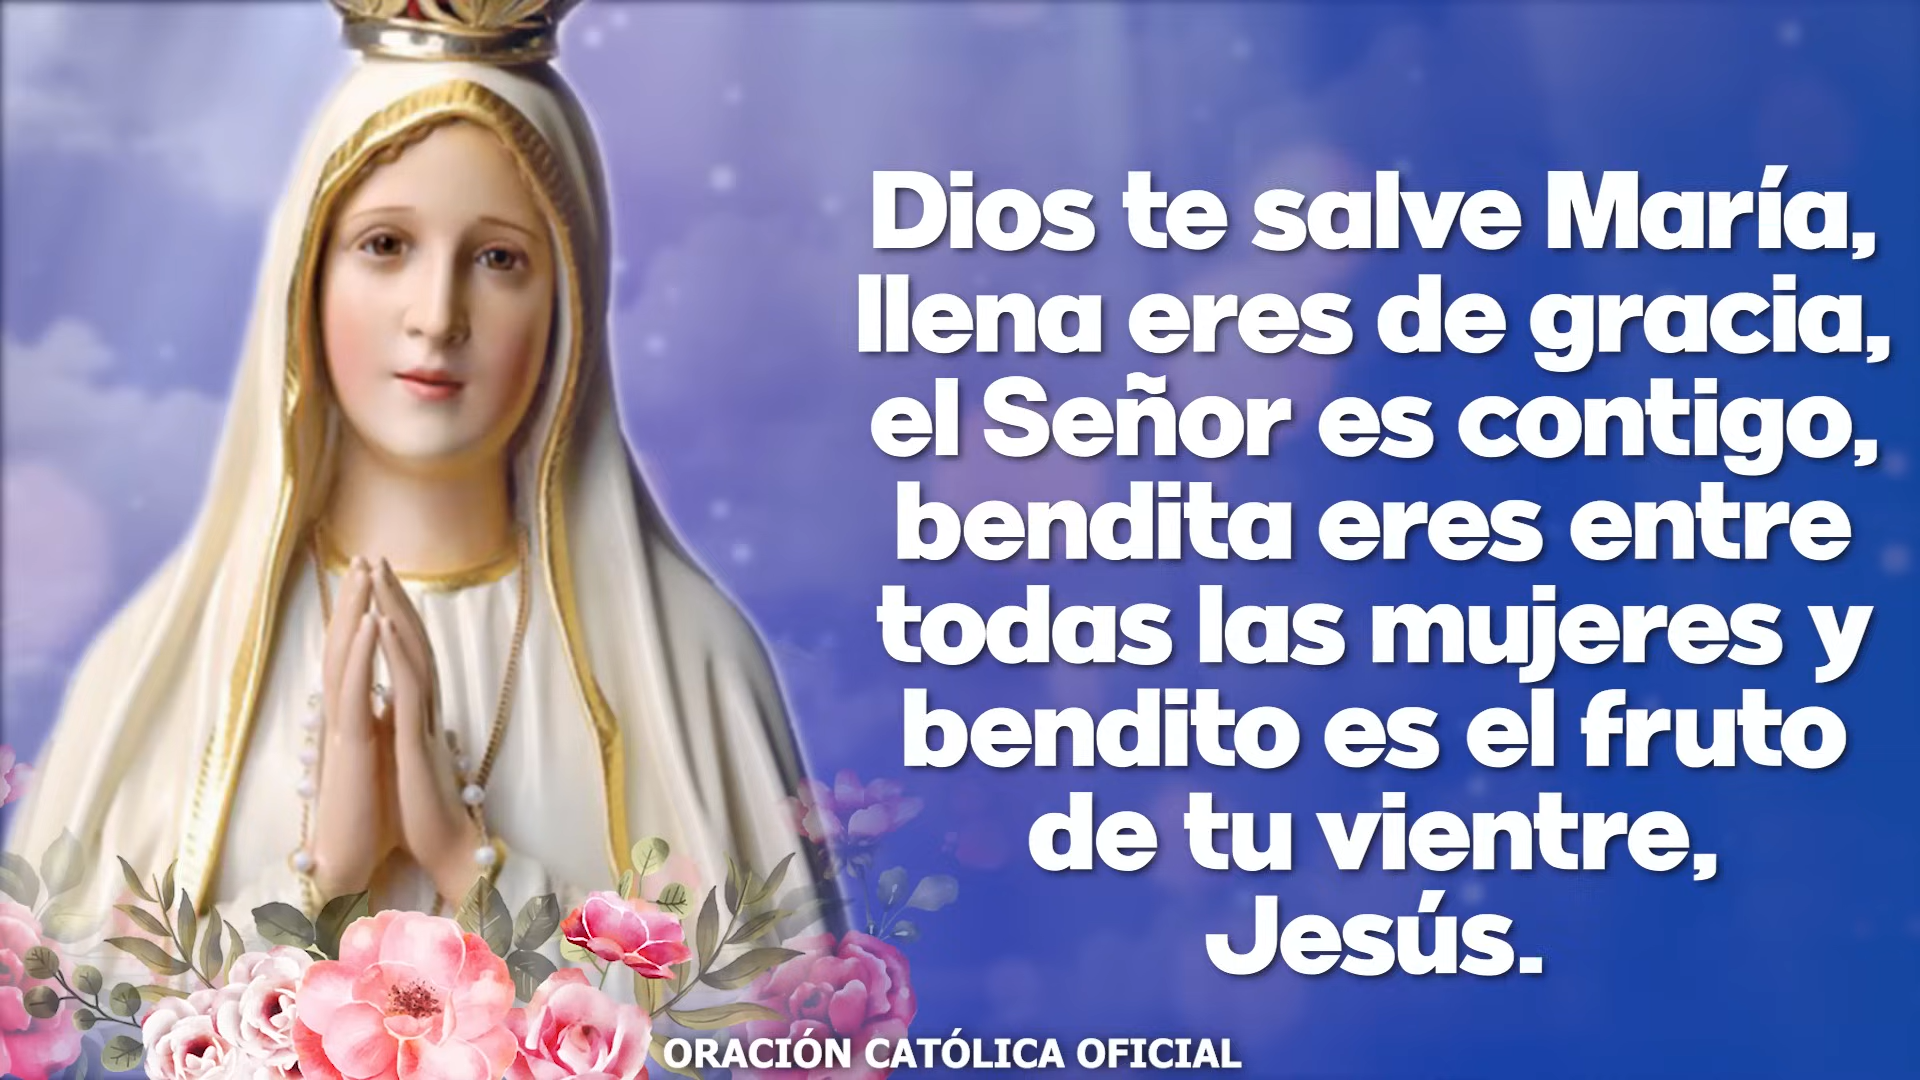 Dios te salve María,
llena eres de gracia,
el Señor es contigo,
bendita eres entre
todas las mujeres y
bendito es el fruto
de tu vientre,
Jesús.
ORACIÓN CATÓLICA OFICIAL